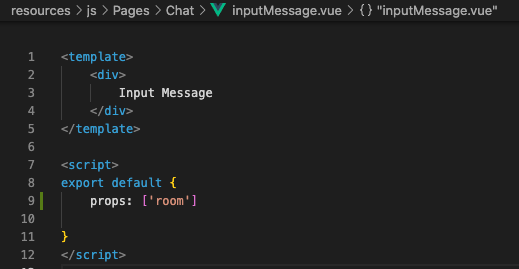 resources > js > Pages > Chat > inputMessage.vue > {} "inputMessage.vue"
1 <template>
2     <div>
3         Input Message
4     </div>
5 </template>
6
7 <script>
8 export default {
9     props: ['room']
10
11 }
12 </script>